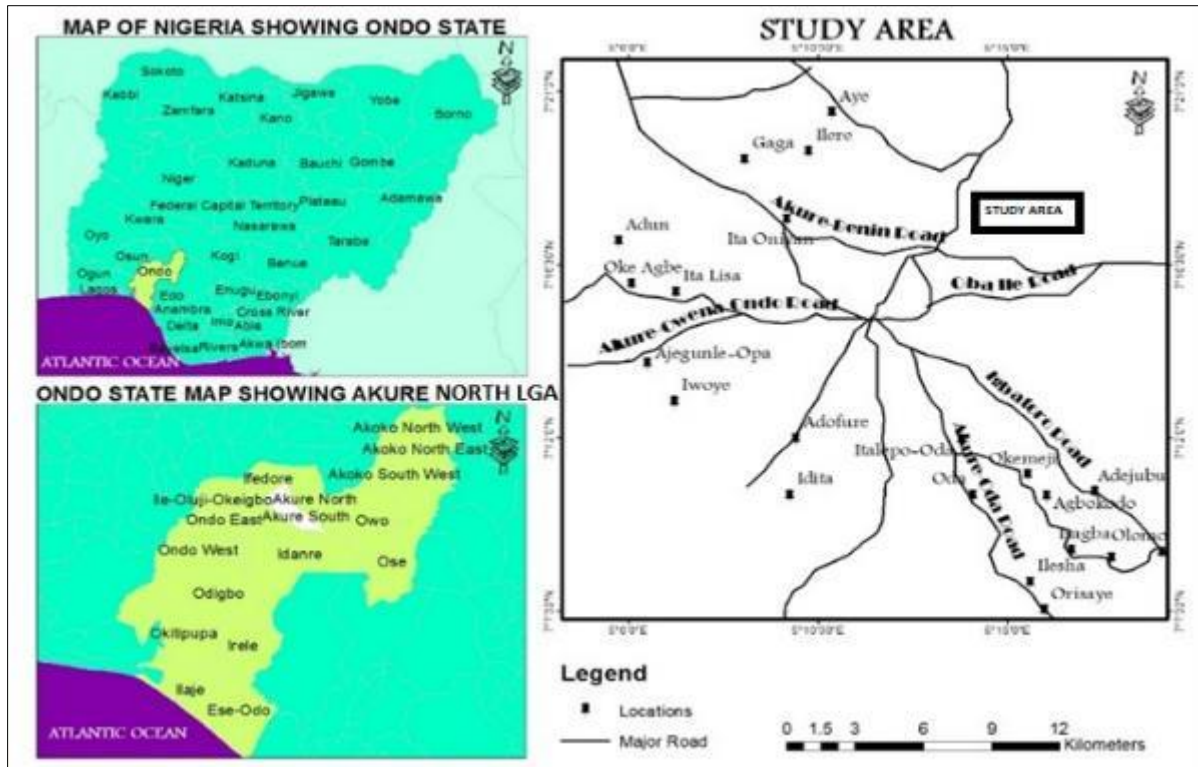 MAP OF NIGERIA SHOWING ONDO STATE
N
Sokoto
Kebbi
Zamfara
Katsina
Jigawa
Kano
Yobe
Borno
Kaduna
Bauchi
Gombe
Niger
Federal Capital Territory
Plateau
Adamawa
Kwara
Nasarawa
Oyo
Taraba
Osun
Kogi
Benue
Ondo
Ogun
Lagos
Edo
Enugu
Ebonyi
Anambra
Cross River
Delta
Imo
Abia
Rivers
Akwa Ibom
ATLANTIC OCEAN
ONDO STATE MAP SHOWING AKURE NORTH LGA
N
Akoko North West
Akoko North East
Akoko South West
Ifedore
Ile-Oluji-Okeigbo
Akure North
Ondo East
Akure South
Owo
Ondo West
Idanre
Ose
Odigbo
Okitipupa
Irele
Ilaje
Ese-Odo
ATLANTIC OCEAN
STUDY AREA
N
Aye
Iloro
Gaga
STUDY AREA
Akure-Benin Road
Adun
Oke Agbe
Ita Lisa
Oba Ile Road
Akure-Owena Ondo Road
Ajegunle-Opa
Iwoye
Adofure
Italepo-Oda
Okemeji
Adejubu
Idita
Oda
Akure-Oda Road
Ilesha
Orisaye
Legend
Locations
Major Road
0 1.5 3 6 9 12
Kilometers